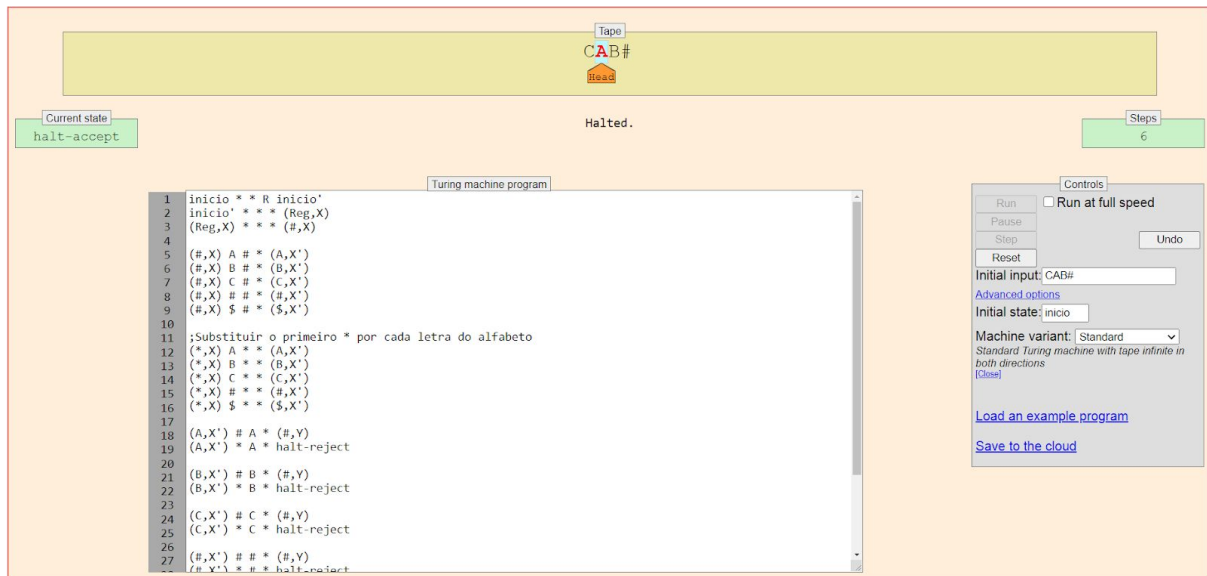 Tape
CAB#
Head
Current state
halt-accept
Halted.
Steps
6
Turing machine program
1 inicio * * R inicio'
2 inicio' * * * (Reg,X)
3 (Reg,X) * * * (#,X)
4
5 (#,X) A # * (A,X')
6 (#,X) B # * (B,X')
7 (#,X) C # * (C,X')
8 (#,X) # # * (#,X')
9 (#,X) $ # * ($,X')
10
11 ;Substituir o primeiro * por cada letra do alfabeto
12 (*,X) A * * (A,X')
13 (*,X) B * * (B,X')
14 (*,X) C * * (C,X')
15 (*,X) # * * (#,X')
16 (*,X) $ * * ($,X')
17
18 (A,X') # A * (#,Y)
19 (A,X') * A * halt-reject
20
21 (B,X') # B * (#,Y)
22 (B,X') * B * halt-reject
23
24 (C,X') # C * (#,Y)
25 (C,X') * C * halt-reject
26
27 (#,X') # # * (#,Y)
(#,X') * # * halt-reject
Controls
Run Run at full speed
Pause
Step Undo
Reset
Initial input: CAB#
Advanced options
Initial state: inicio
Machine variant: Standard
Standard Turing machine with tape infinite in
both directions
[Close]
Load an example program
Save to the cloud